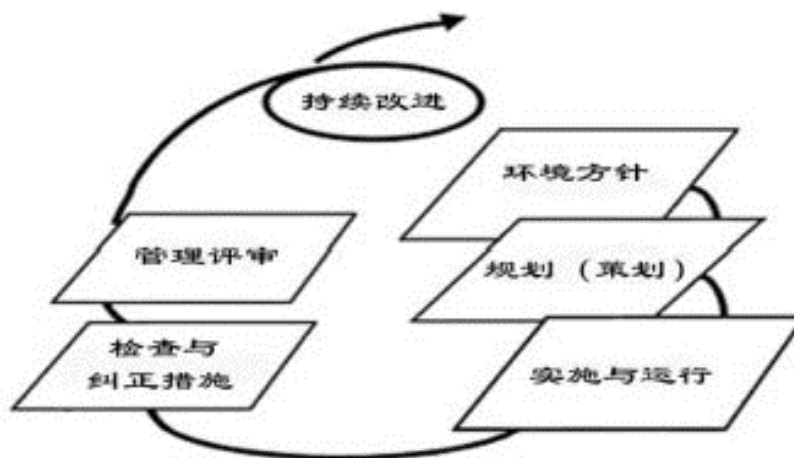 持续改进
环境方针
规划（策划）
实施与运行
管理评审
检查与
纠正措施